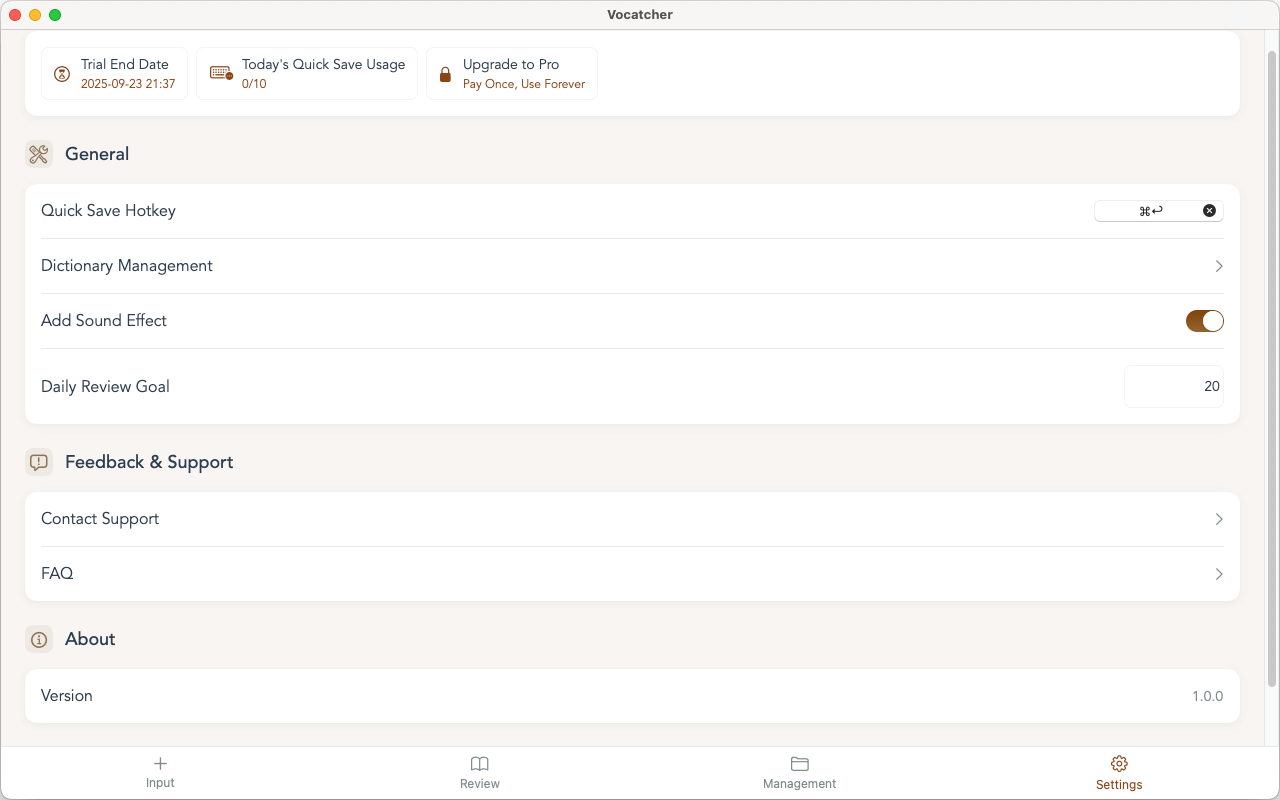 Vocatcher
Trial End Date
2025-09-23 21:37
Today's Quick Save Usage
0/10
Upgrade to Pro
Pay Once, Use Forever
General
Quick Save Hotkey
⌘↩
Dictionary Management
Add Sound Effect
Daily Review Goal
20
Feedback & Support
Contact Support
FAQ
About
Version
1.0.0
Input
Review
Management
Settings